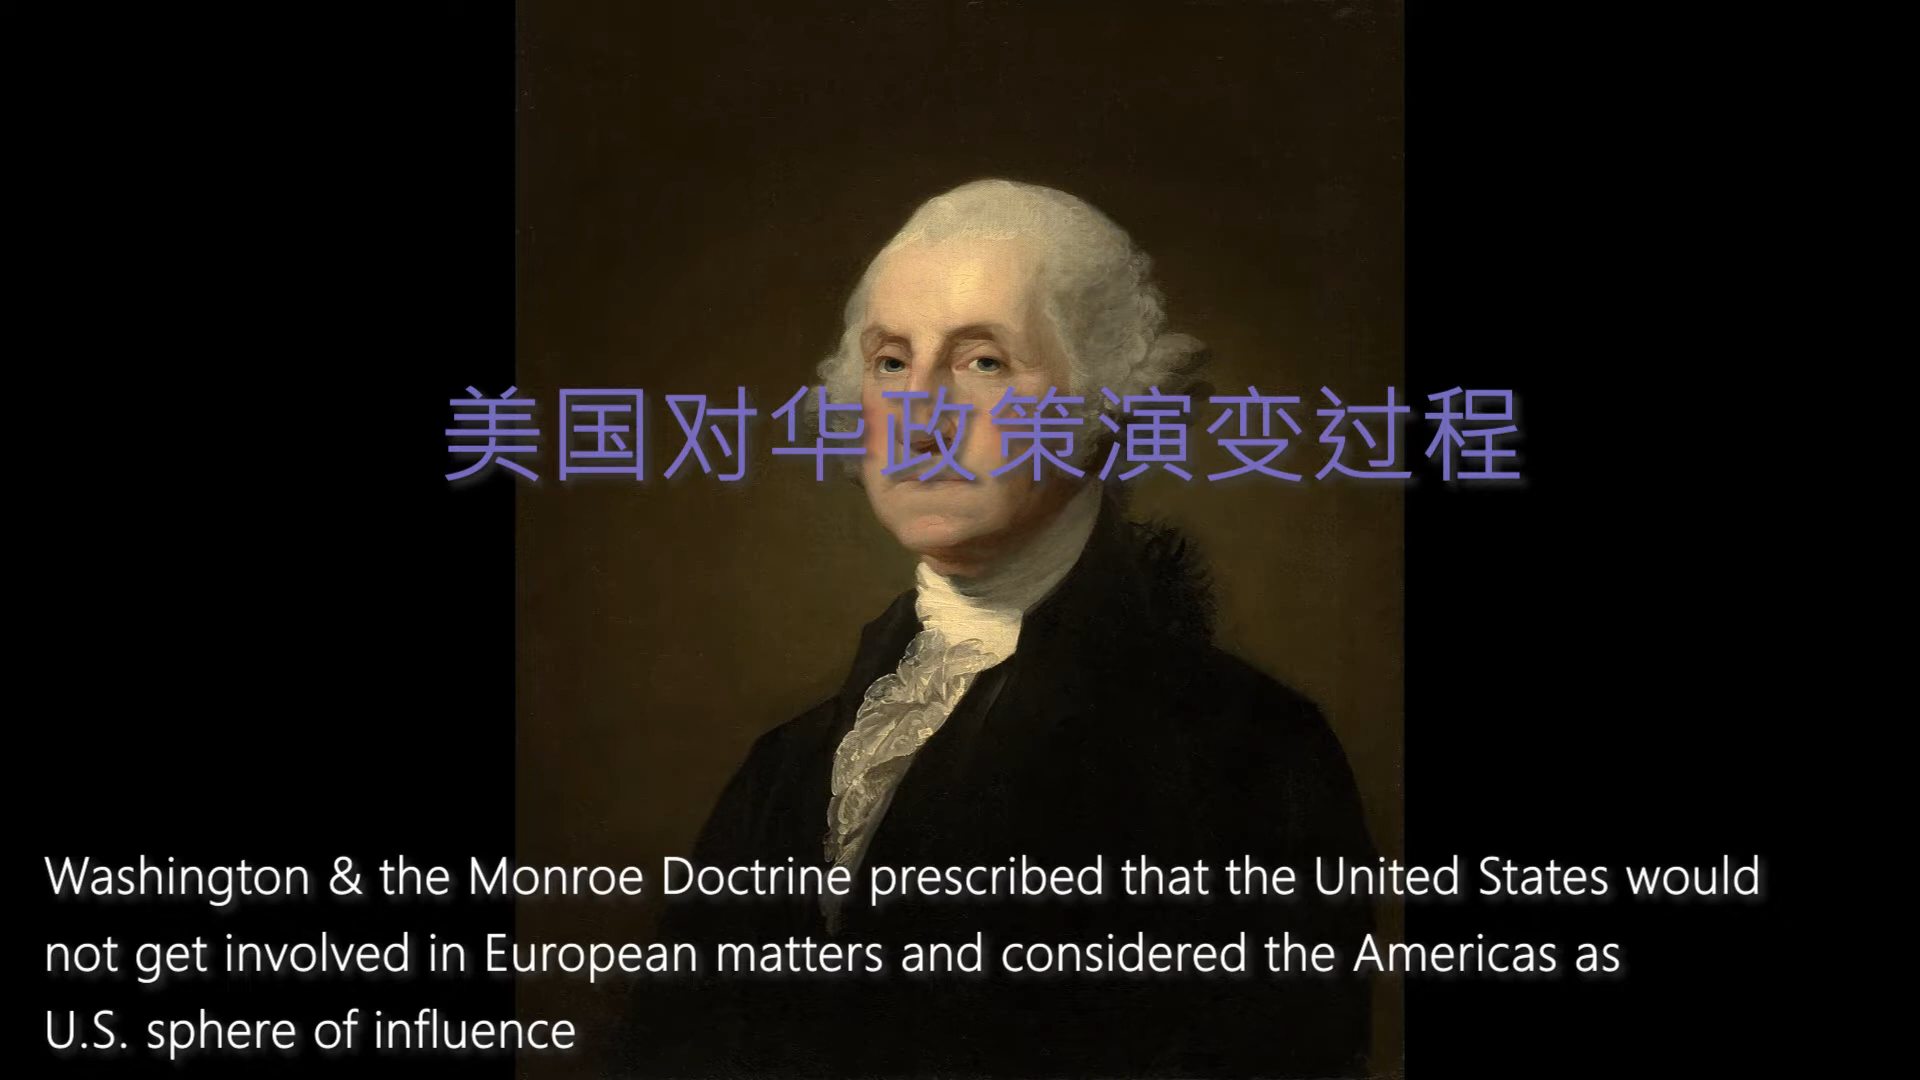 美国对华政策演变过程
Washington & the Monroe Doctrine prescribed that the United States would
not get involved in European matters and considered the Americas as
U.S. sphere of influence